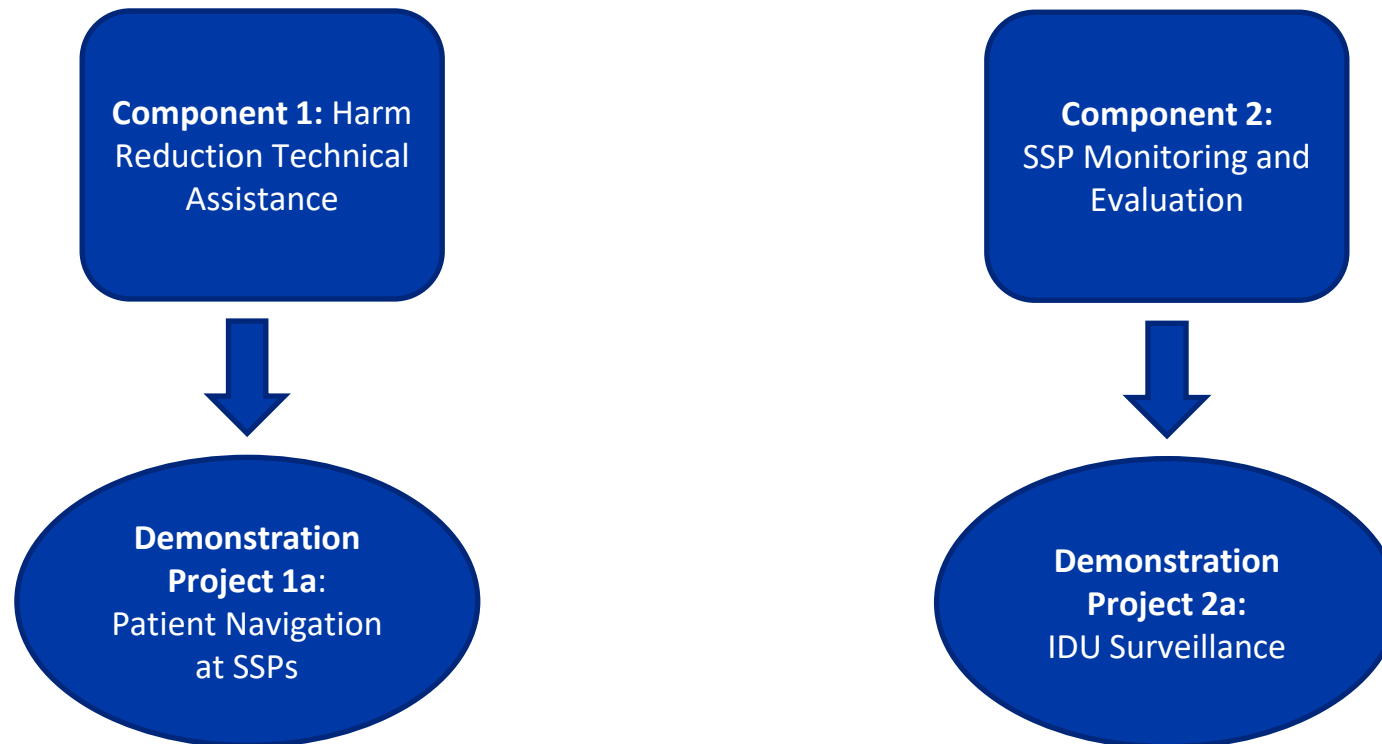 Component 1: Harm
Reduction Technical
Assistance
Component 2:
SSP Monitoring and
Evaluation
Demonstration
Project 1a:
Patient Navigation
at SSPs
Demonstration
Project 2a:
IDU Surveillance